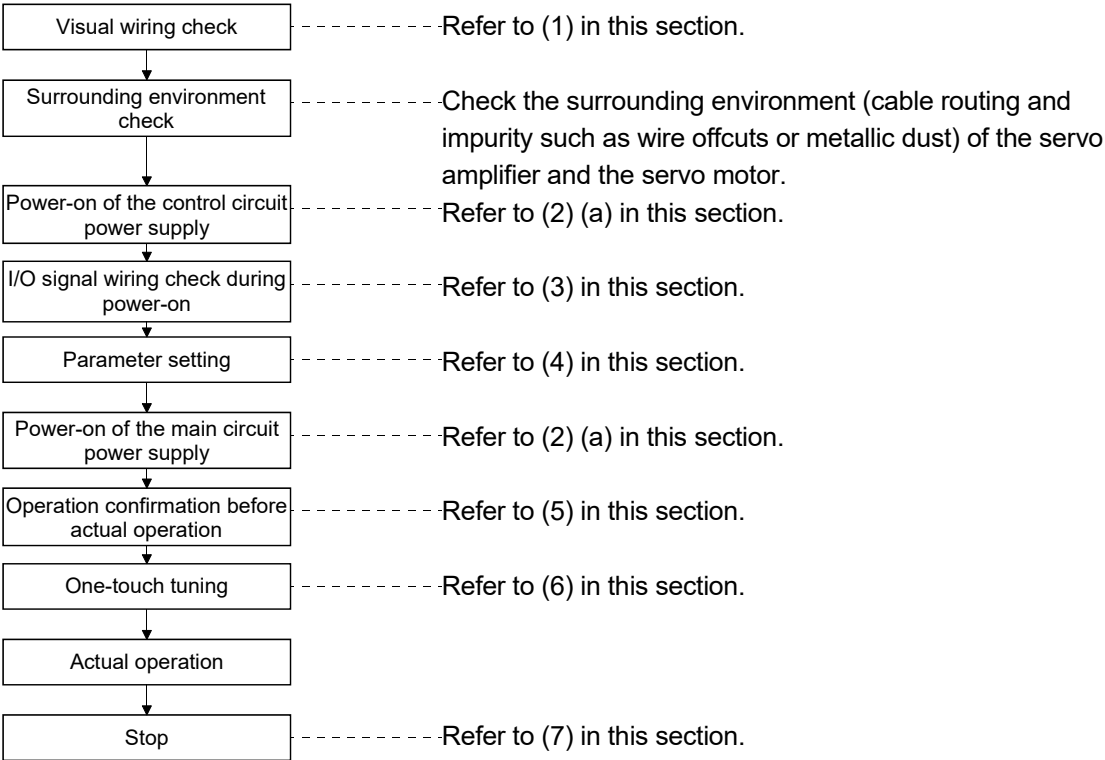 Visual wiring check
Refer to (1) in this section.
Surrounding environment
check
Check the surrounding environment (cable routing and
impurity such as wire offcuts or metallic dust) of the servo
amplifier and the servo motor.
Power-on of the control circuit
power supply
Refer to (2) (a) in this section.
I/O signal wiring check during
power-on
Refer to (3) in this section.
Parameter setting
Refer to (4) in this section.
Power-on of the main circuit
power supply
Refer to (2) (a) in this section.
Operation confirmation before
actual operation
Refer to (5) in this section.
One-touch tuning
Refer to (6) in this section.
Actual operation
Stop
Refer to (7) in this section.